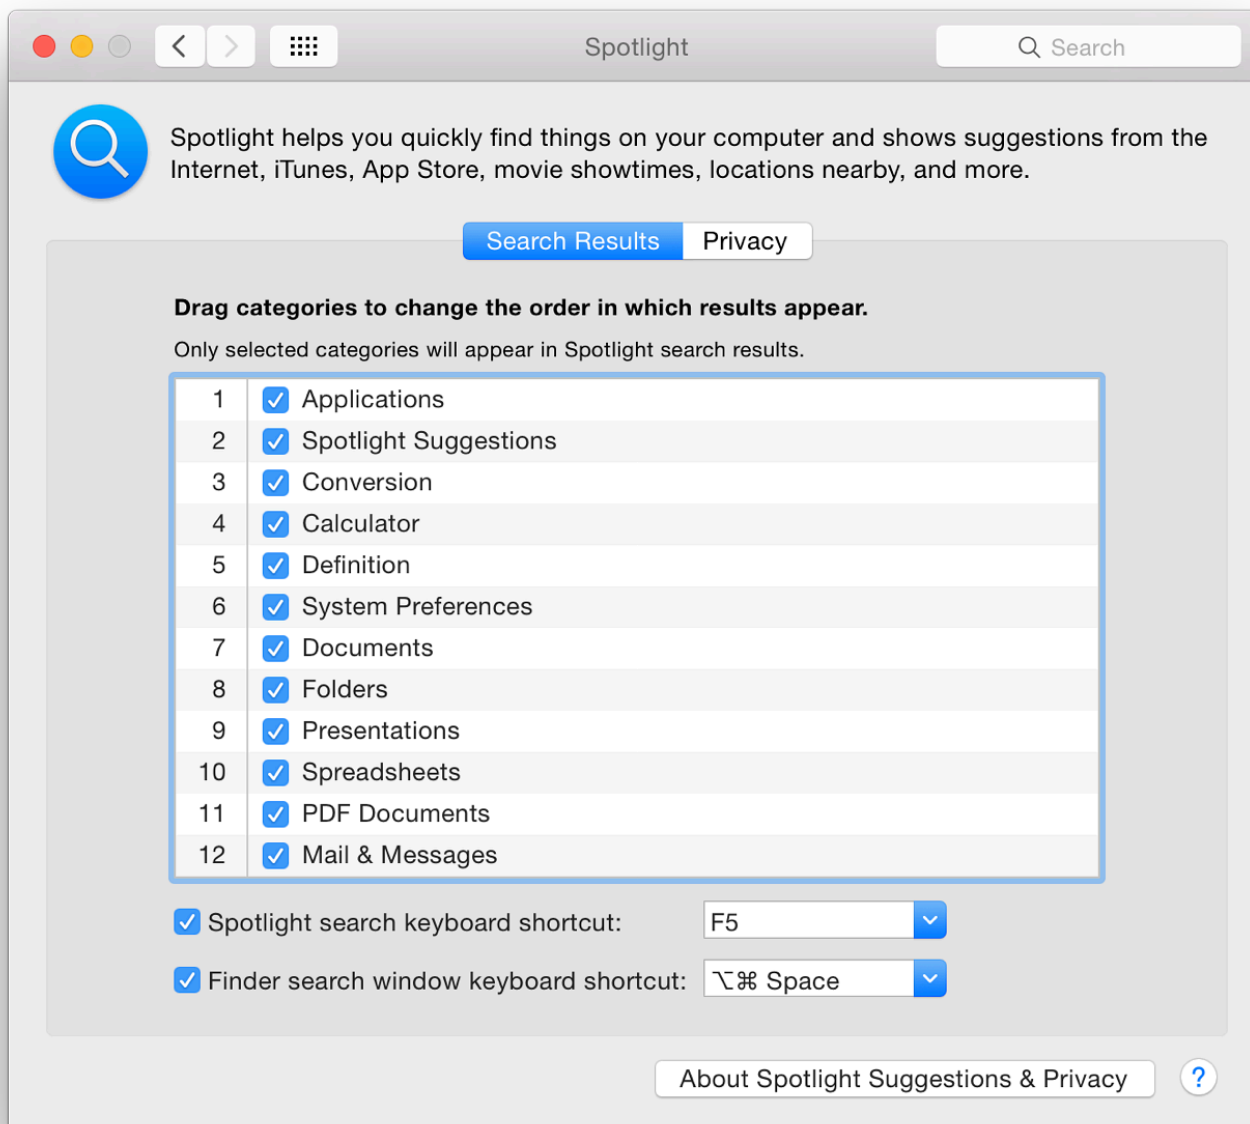 Spotlight
Search
Spotlight helps you quickly find things on your computer and shows suggestions from the
Internet, iTunes, App Store, movie showtimes, locations nearby, and more.
Search Results
Privacy
Drag categories to change the order in which results appear.
Only selected categories will appear in Spotlight search results.
1 Applications
2 Spotlight Suggestions
3 Conversion
4 Calculator
5 Definition
6 System Preferences
7 Documents
8 Folders
9 Presentations
10 Spreadsheets
11 PDF Documents
12 Mail & Messages
Spotlight search keyboard shortcut: F5
Finder search window keyboard shortcut: ⌥⌘ Space
About Spotlight Suggestions & Privacy ?